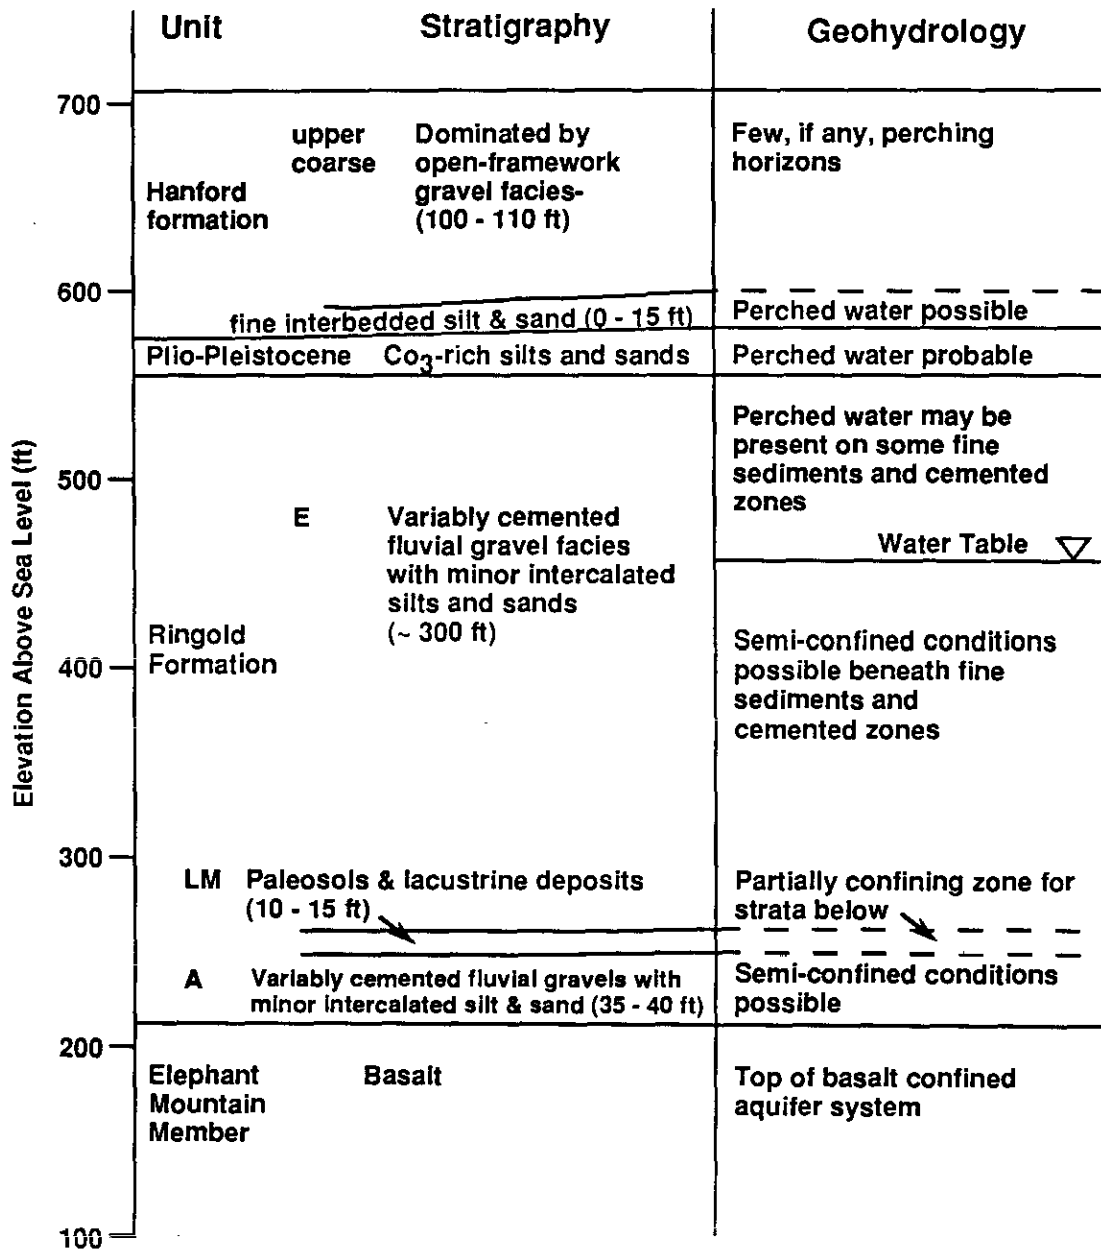 Unit Stratigraphy Geohydrology
Elevation Above Sea Level (ft)
700
600
500
400
300
200
100
Hanford
formation
upper
coarse
Dominated by
open-framework
gravel facies-
(100 - 110 ft)
Few, if any, perching
horizons
fine interbedded silt & sand (0 - 15 ft)
Perched water possible
Plio-Pleistocene Co3-rich silts and sands
Perched water probable
Ringold
Formation
E
Variably cemented
fluvial gravel facies
with minor intercalated
silts and sands
(~ 300 ft)
Perched water may be
present on some fine
sediments and cemented
zones
Water Table
Semi-confined conditions
possible beneath fine
sediments and
cemented zones
LM Paleosols & lacustrine deposits
(10 - 15 ft)
Partially confining zone for
strata below
A Variably cemented fluvial gravels with
minor intercalated silt & sand (35 - 40 ft)
Semi-confined conditions
possible
Elephant
Mountain
Member
Basalt
Top of basalt confined
aquifer system